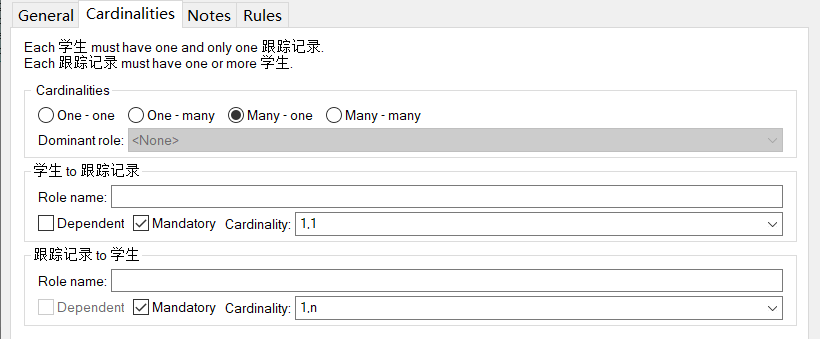 General Cardinalities Notes Rules
Each 学生 must have one and only one 跟踪记录.
Each 跟踪记录 must have one or more 学生.
Cardinalities
One - one One - many Many - one Many - many
Dominant role: <None>
学生 to 跟踪记录
Role name:
Dependent Mandatory Cardinality: 1,1
跟踪记录 to 学生
Role name:
Dependent Mandatory Cardinality: 1,n